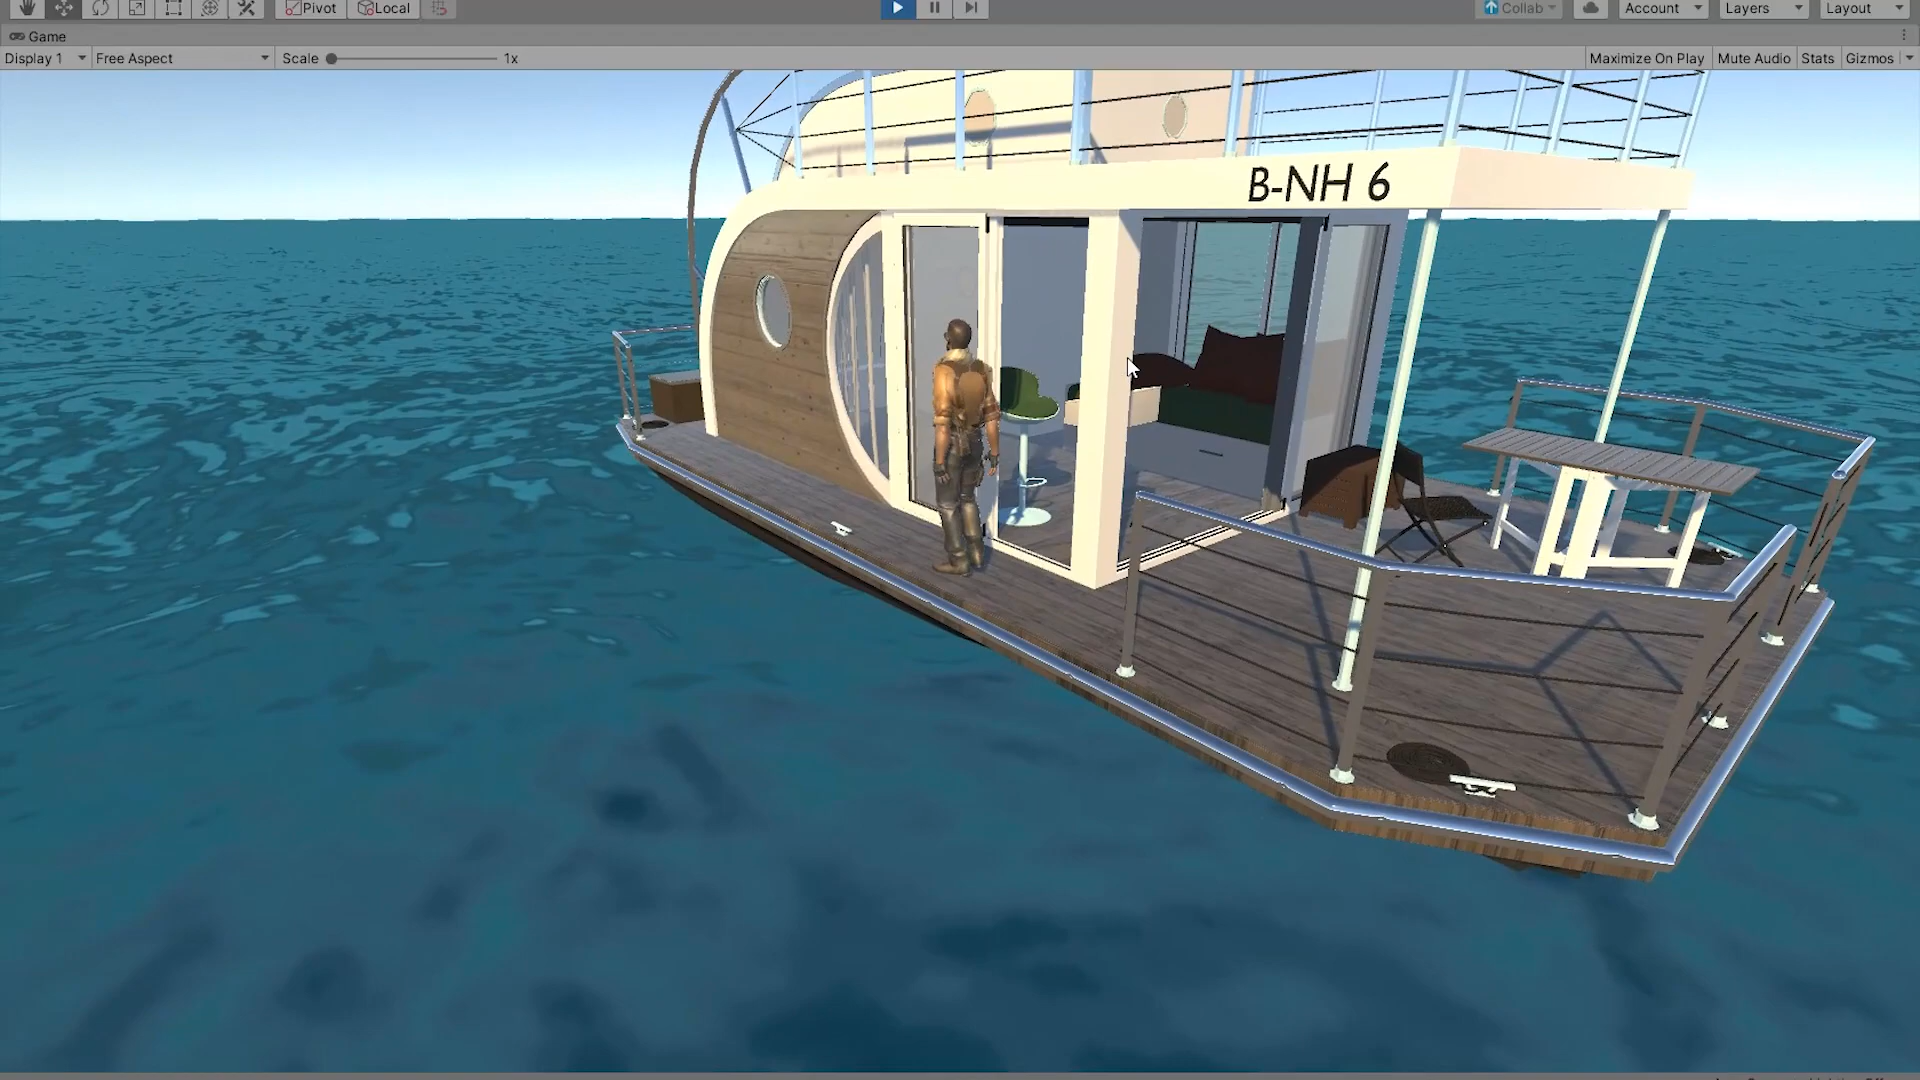 Pivot Local Collab Account Layers Layout
Game
Display 1 Free Aspect Scale 1x Maximize On Play Mute Audio Stats Gizmos
B-NH 6